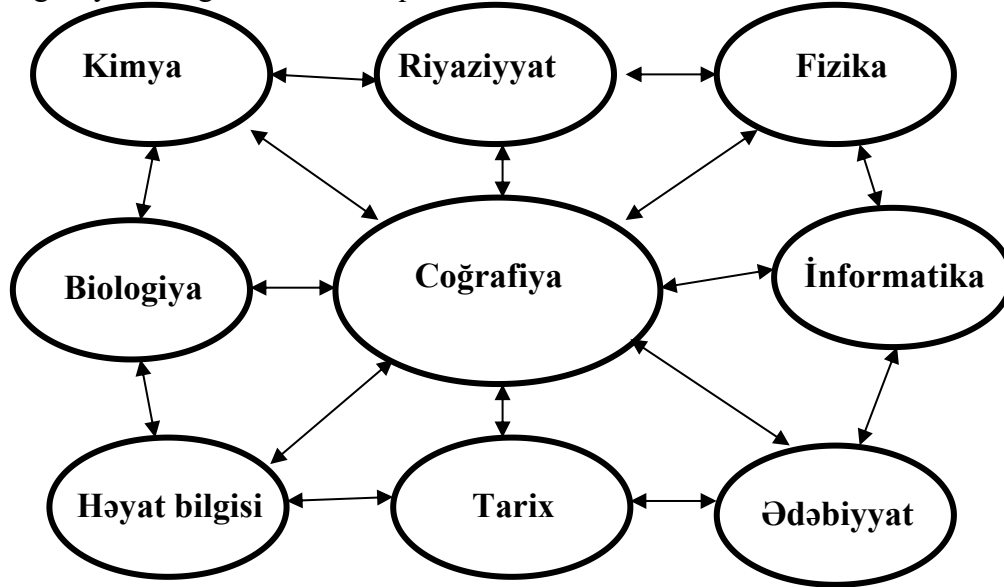 Kimya
Riyaziyyat
Fizika
Biologiya
Coğrafiya
İnformatika
Həyat bilgisi
Tarix
Ədəbiyyat